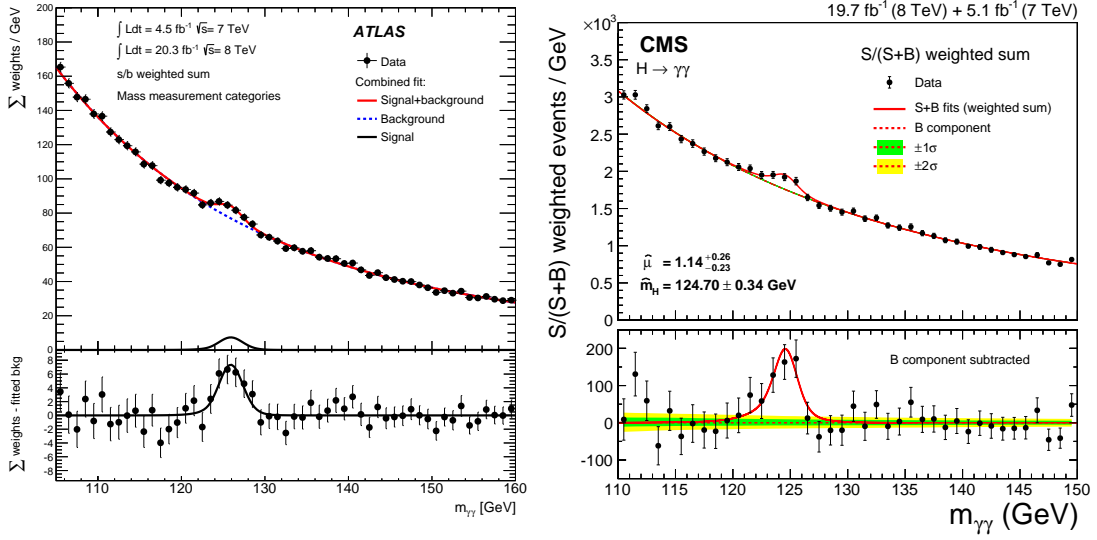 Σ weights / GeV
180
160
140
120
100
80
60
40
20
0
∫ Ldt = 4.5 fb⁻¹ √s= 7 TeV
∫ Ldt = 20.3 fb⁻¹ √s= 8 TeV
s/b weighted sum
Mass measurement categories
ATLAS
Data
Combined fit:
Signal+background
Background
Signal
Σ weights - fitted bkg
8
6
4
2
0
-2
-4
-6
-8
110 120 130 140 150 160
m_γγ [GeV]
19.7 fb⁻¹ (8 TeV) + 5.1 fb⁻¹ (7 TeV)
×10³
S/(S+B) weighted events / GeV
3.5
3
2.5
2
1.5
1
0.5
0
CMS
H → γγ
S/(S+B) weighted sum
Data
S+B fits (weighted sum)
B component
±1σ
±2σ
μ̂ = 1.14 +0.26 −0.23
m̂_H = 124.70 ± 0.34 GeV
200
100
0
-100
B component subtracted
110 115 120 125 130 135 140 145 150
m_γγ (GeV)